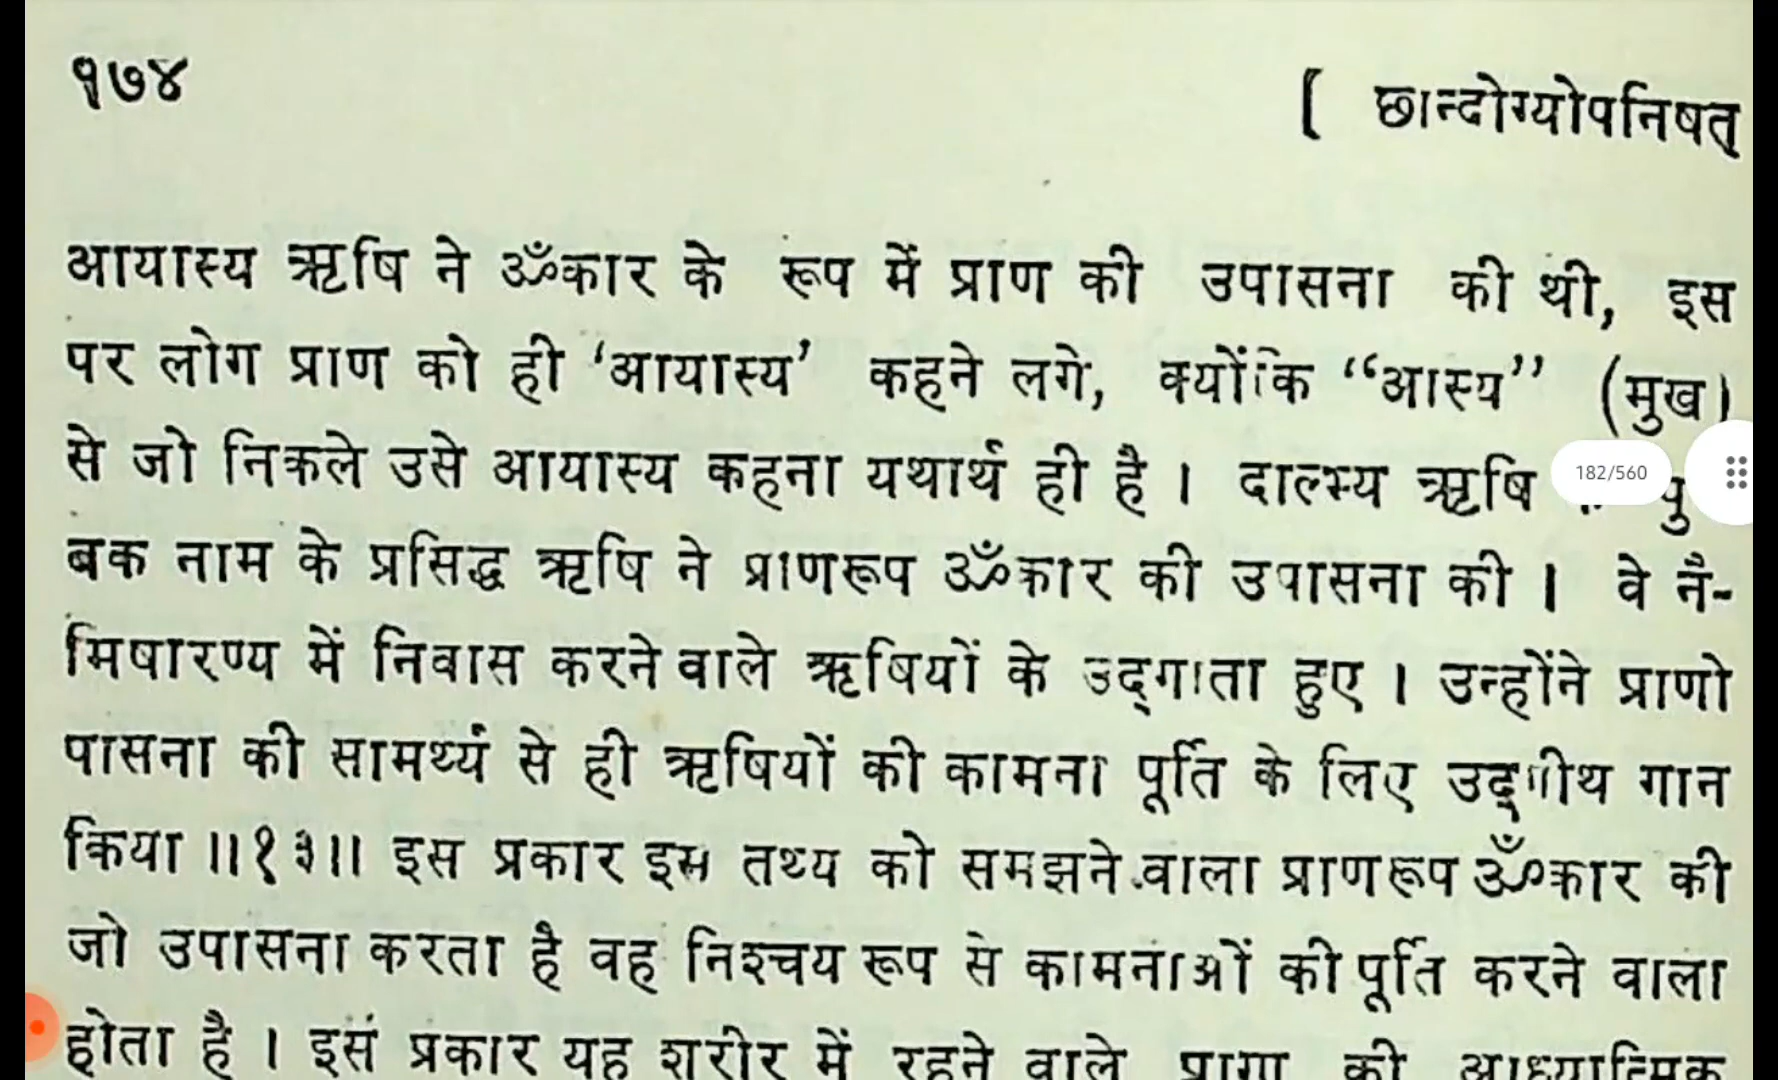 १७४
[ छान्दोग्योपनिषत्
आयास्य ऋषि ने ॐकार के रूप में प्राण की उपासना की थी, इस
पर लोग प्राण को ही ‘आयास्य’ कहने लगे, क्योंकि “आस्य” (मुख)
से जो निकले उसे आयास्य कहना यथार्थ ही है । दाल्भ्य ऋषि
182/560
बक नाम के प्रसिद्ध ऋषि ने प्राणरूप ॐकार की उपासना की । वे नै-
मिषारण्य में निवास करने वाले ऋषियों के उद्गाता हुए । उन्होंने प्राणो
पासना की सामर्थ्य से ही ऋषियों की कामना पूर्ति के लिए उद्गीथ गान
किया ॥१३॥ इस प्रकार इस तथ्य को समझने वाला प्राणरूप ॐकार की
जो उपासना करता है वह निश्चय रूप से कामनाओं की पूर्ति करने वाला
होता है । इस प्रकार यह शरीर में रहने वाले प्राण की आध्यात्मिक